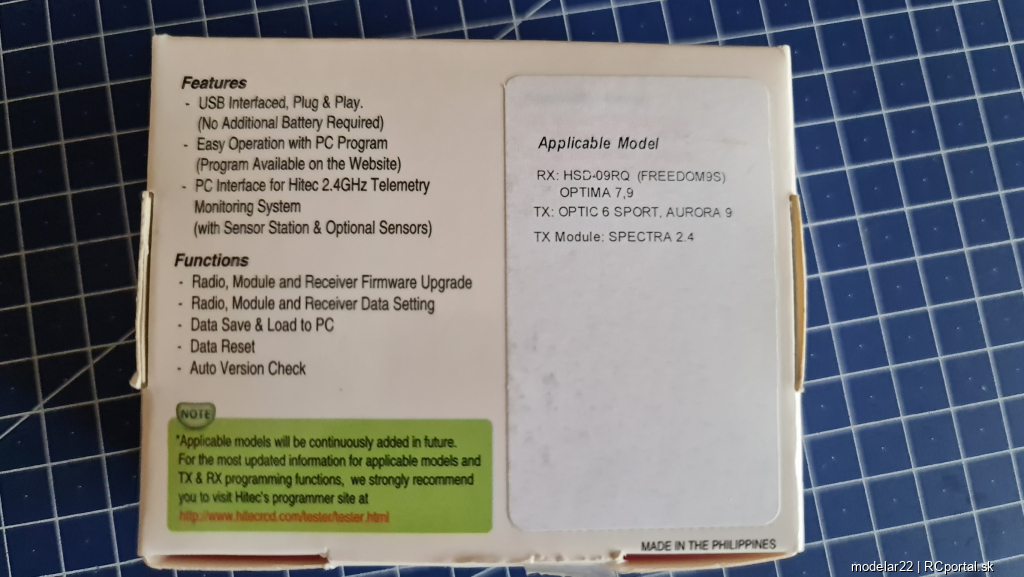 Features
- USB Interfaced, Plug & Play.
(No Additional Battery Required)
- Easy Operation with PC Program
(Program Available on the Website)
- PC Interface for Hitec 2.4GHz Telemetry
Monitoring System
(with Sensor Station & Optional Sensors)
Functions
- Radio, Module and Receiver Firmware Upgrade
- Radio, Module and Receiver Data Setting
- Data Save & Load to PC
- Data Reset
- Auto Version Check
NOTE
*Applicable models will be continuously added in future.
For the most updated information for applicable models and
TX & RX programming functions, we strongly recommend
you to visit Hitec's programmer site at
http://www.hitecrcd.com/tester/tester.html
Applicable Model
RX: HSD-09RQ (FREEDOM9S)
OPTIMA 7,9
TX: OPTIC 6 SPORT, AURORA 9
TX Module: SPECTRA 2.4
MADE IN THE PHILIPPINES
modelar22 | RCportal.sk